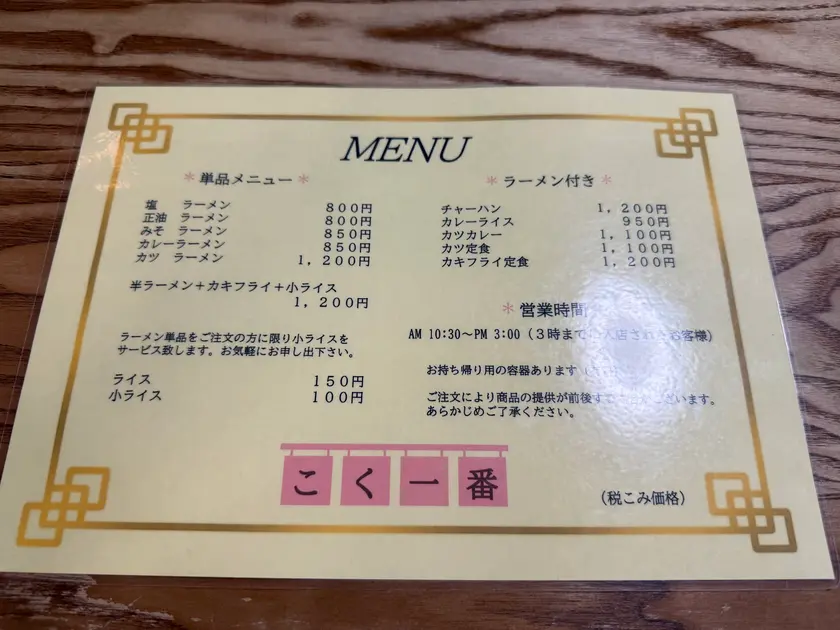 MENU
＊単品メニュー＊
塩　ラーメン　８００円
正油　ラーメン　８００円
みそ　ラーメン　８５０円
カレーラーメン　８５０円
カツ　ラーメン　１，２００円
半ラーメン＋カキフライ＋小ライス
１，２００円
ラーメン単品をご注文の方に限り小ライスを
サービス致します。お気軽にお申し出下さい。
ライス　１５０円
小ライス　１００円
＊ラーメン付き＊
チャーハン　１，２００円
カレーライス　９５０円
カツカレー　１，１００円
カツ定食　１，１００円
カキフライ定食　１，２００円
＊営業時間
AM 10:30〜PM 3:00（３時まで
お客様）
お持ち帰り用の容器あります
ご注文により商品の提供が前後す
ございます。
あらかじめご了承ください。
こく一番
（税こみ価格）